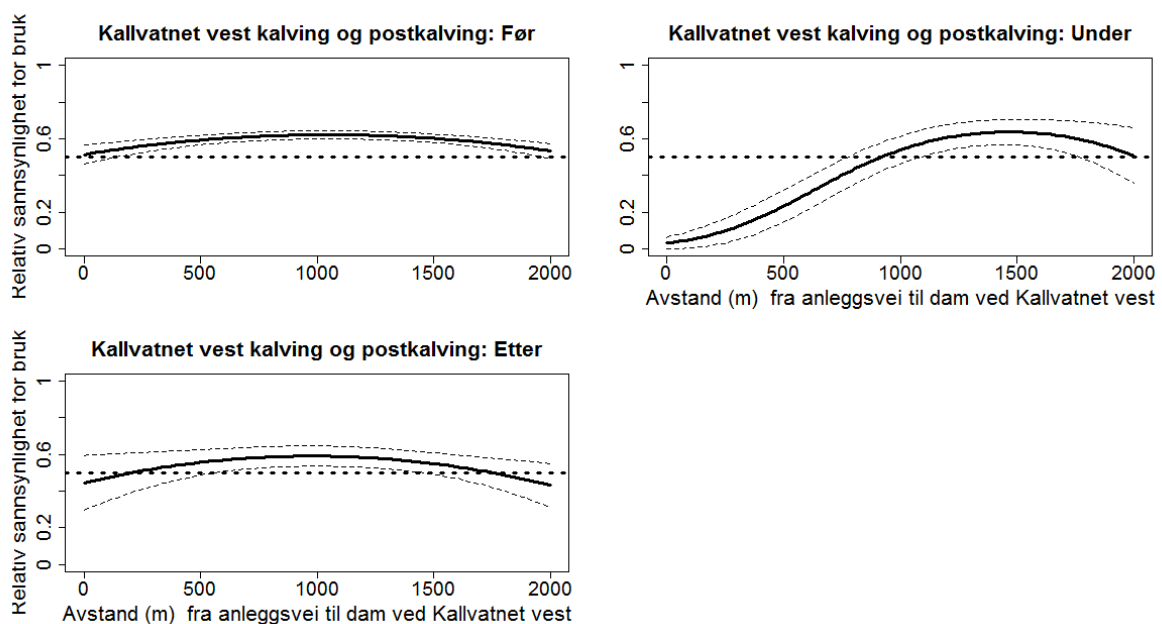 Kallvatnet vest kalving og postkalving: Før
Relativ sannsynlighet for bruk
1
0.6
0.2
0
0 500 1000 1500 2000
Kallvatnet vest kalving og postkalving: Under
1
0.6
0.2
0
0 500 1000 1500 2000
Avstand (m) fra anleggsvei til dam ved Kallvatnet vest
Kallvatnet vest kalving og postkalving: Etter
Relativ sannsynlighet for bruk
1
0.6
0.2
0
0 500 1000 1500 2000
Avstand (m) fra anleggsvei til dam ved Kallvatnet vest